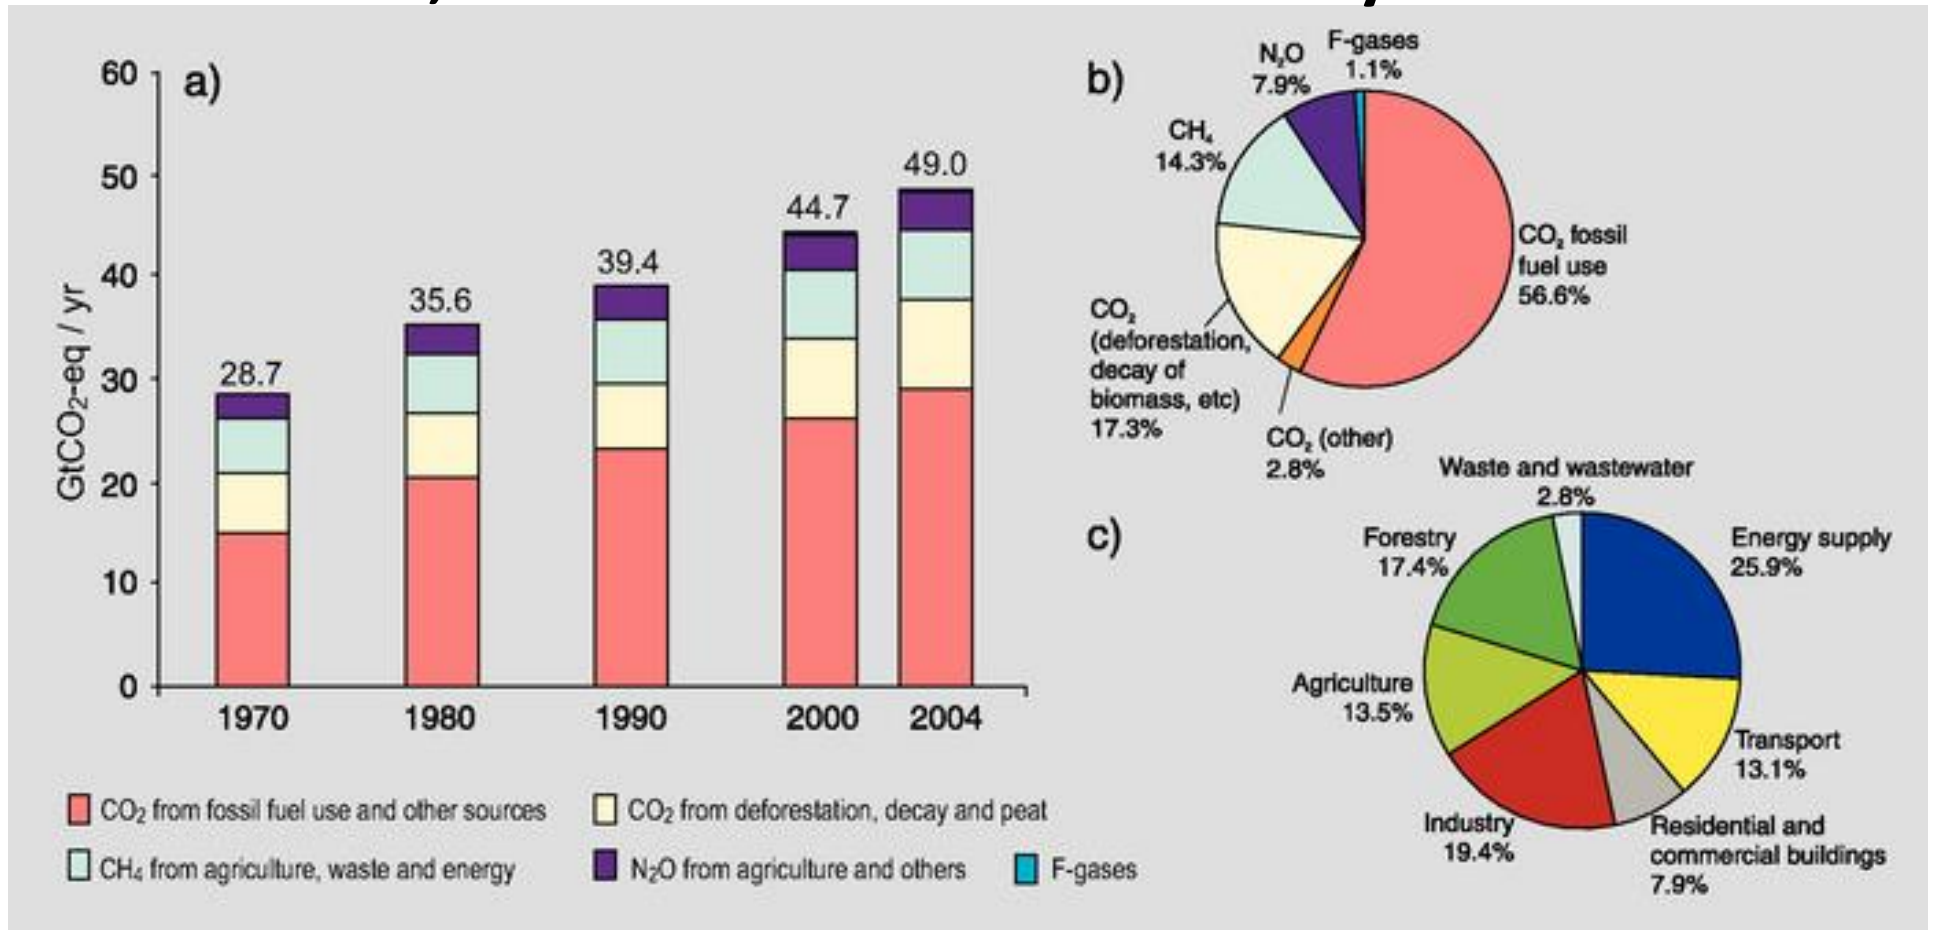 a)
60
50
40
30
20
10
0
GtCO₂-eq / yr
28.7
35.6
39.4
44.7
49.0
1970
1980
1990
2000
2004
CO₂ from fossil fuel use and other sources
CO₂ from deforestation, decay and peat
CH₄ from agriculture, waste and energy
N₂O from agriculture and others
F-gases
b)
F-gases
1.1%
N₂O
7.9%
CH₄
14.3%
CO₂ fossil
fuel use
56.6%
CO₂
(deforestation,
decay of
biomass, etc)
17.3%
CO₂ (other)
2.8%
c)
Waste and wastewater
2.8%
Forestry
17.4%
Energy supply
25.9%
Agriculture
13.5%
Transport
13.1%
Industry
19.4%
Residential and
commercial buildings
7.9%